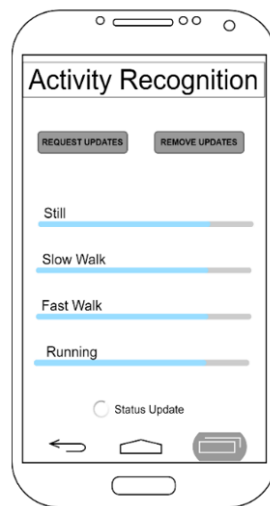 Activity Recognition
REQUEST UPDATES REMOVE UPDATES
Still
Slow Walk
Fast Walk
Running
Status Update